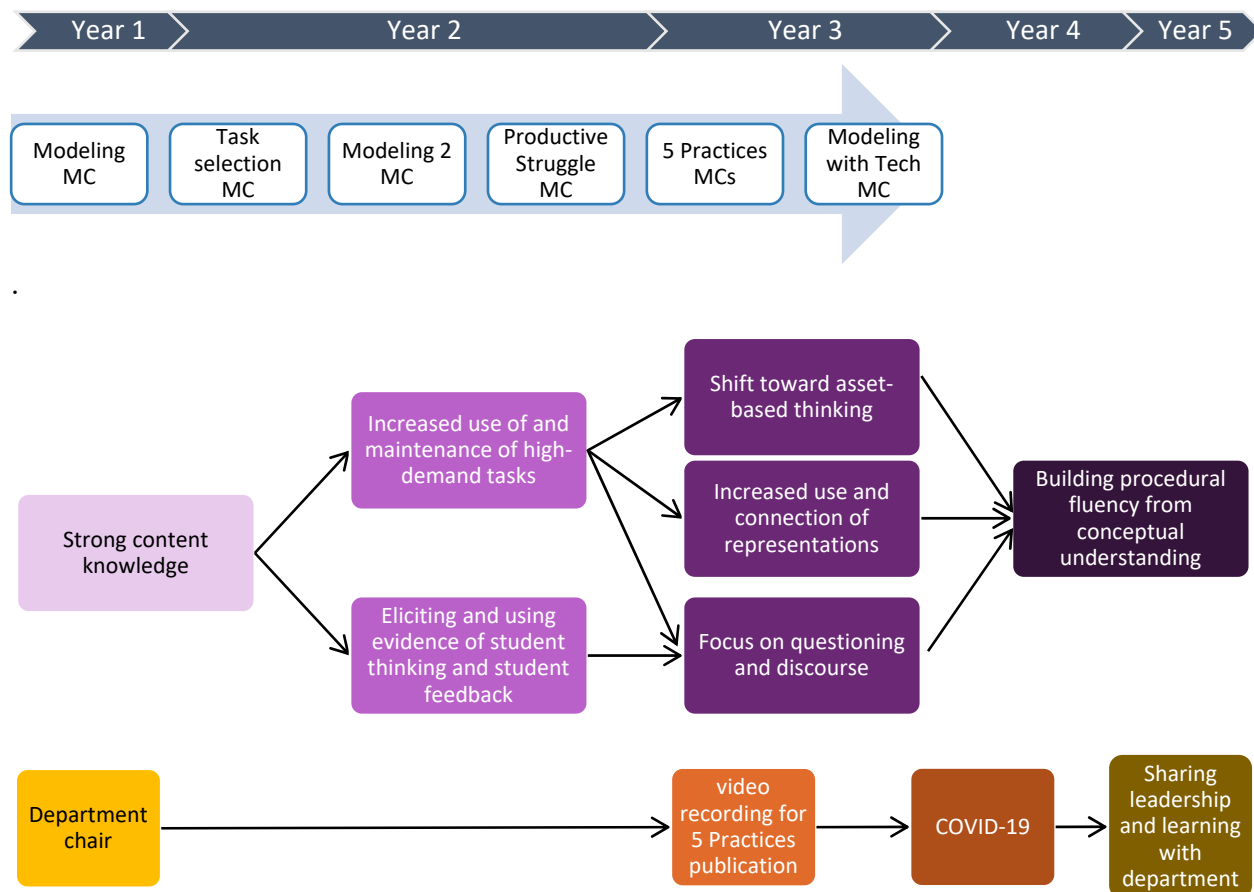 Year 1
Year 2
Year 3
Year 4
Year 5
Modeling
MC
Task
selection
MC
Modeling 2
MC
Productive
Struggle
MC
5 Practices
MCs
Modeling
with Tech
MC
.
Strong content
knowledge
Increased use of and
maintenance of high-
demand tasks
Eliciting and using
evidence of student
thinking and student
feedback
Shift toward asset-
based thinking
Increased use and
connection of
representations
Focus on questioning
and discourse
Building procedural
fluency from
conceptual
understanding
Department
chair
video
recording for
5 Practices
publication
COVID-19
Sharing
leadership
and learning
with
department